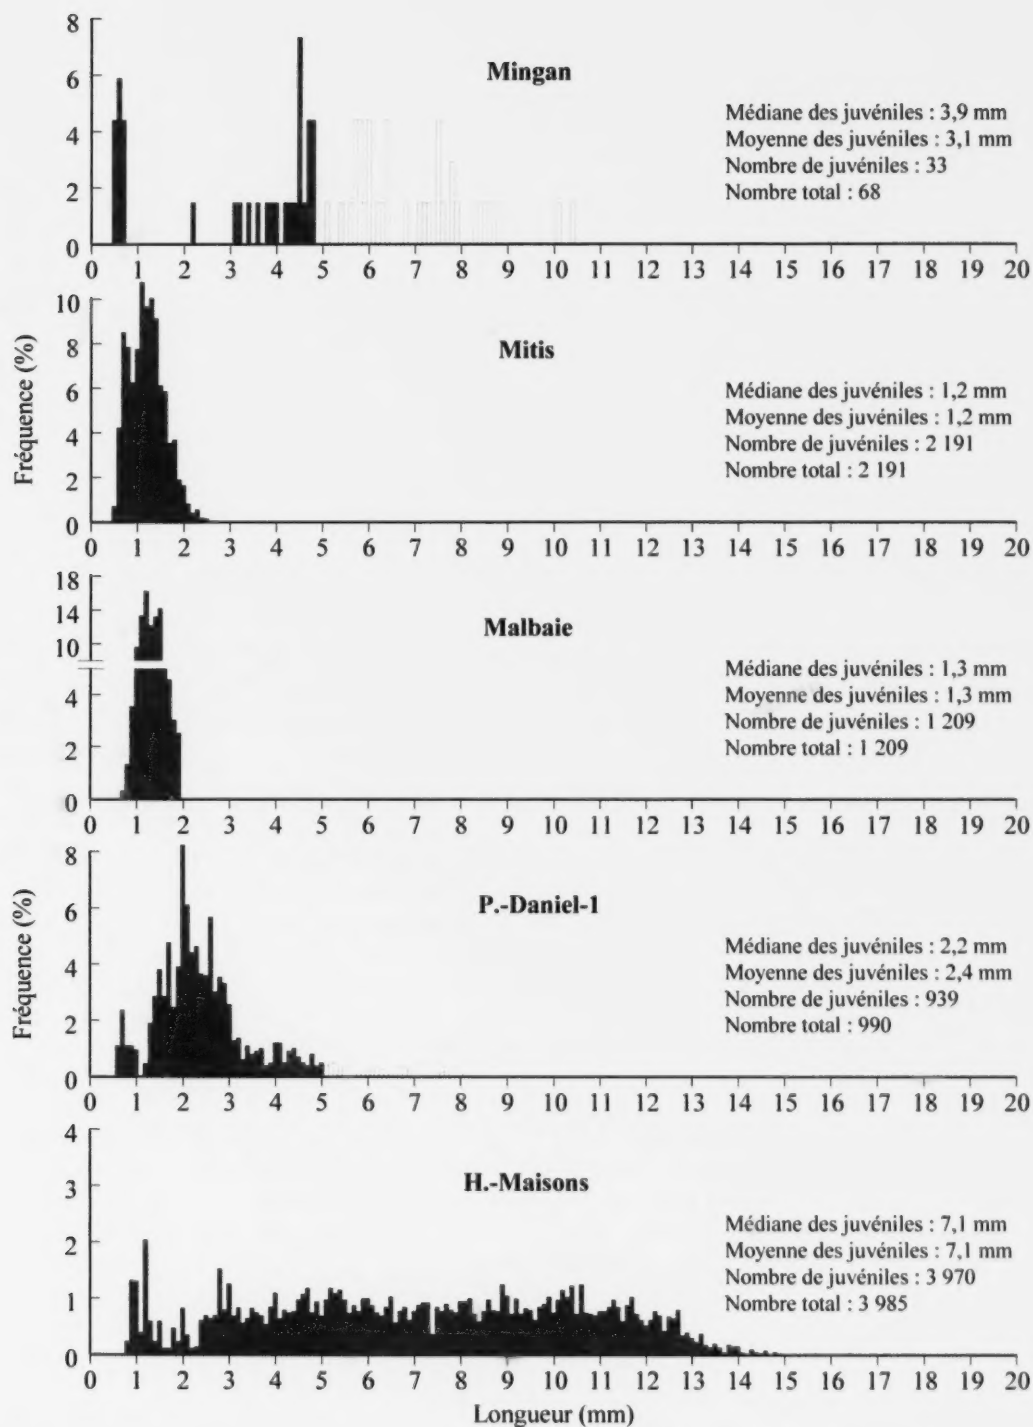 8
6
4
2
0
Mingan
Médiane des juvéniles : 3,9 mm
Moyenne des juvéniles : 3,1 mm
Nombre de juvéniles : 33
Nombre total : 68
0 1 2 3 4 5 6 7 8 9 10 11 12 13 14 15 16 17 18 19 20
Fréquence (%)
10
8
6
4
2
0
Mitis
Médiane des juvéniles : 1,2 mm
Moyenne des juvéniles : 1,2 mm
Nombre de juvéniles : 2 191
Nombre total : 2 191
0 1 2 3 4 5 6 7 8 9 10 11 12 13 14 15 16 17 18 19 20
18
14
10
4
2
0
Malbaie
Médiane des juvéniles : 1,3 mm
Moyenne des juvéniles : 1,3 mm
Nombre de juvéniles : 1 209
Nombre total : 1 209
0 1 2 3 4 5 6 7 8 9 10 11 12 13 14 15 16 17 18 19 20
Fréquence (%)
8
6
4
2
0
P.-Daniel-1
Médiane des juvéniles : 2,2 mm
Moyenne des juvéniles : 2,4 mm
Nombre de juvéniles : 939
Nombre total : 990
0 1 2 3 4 5 6 7 8 9 10 11 12 13 14 15 16 17 18 19 20
4
3
2
1
0
H.-Maisons
Médiane des juvéniles : 7,1 mm
Moyenne des juvéniles : 7,1 mm
Nombre de juvéniles : 3 970
Nombre total : 3 985
0 1 2 3 4 5 6 7 8 9 10 11 12 13 14 15 16 17 18 19 20
Longueur (mm)